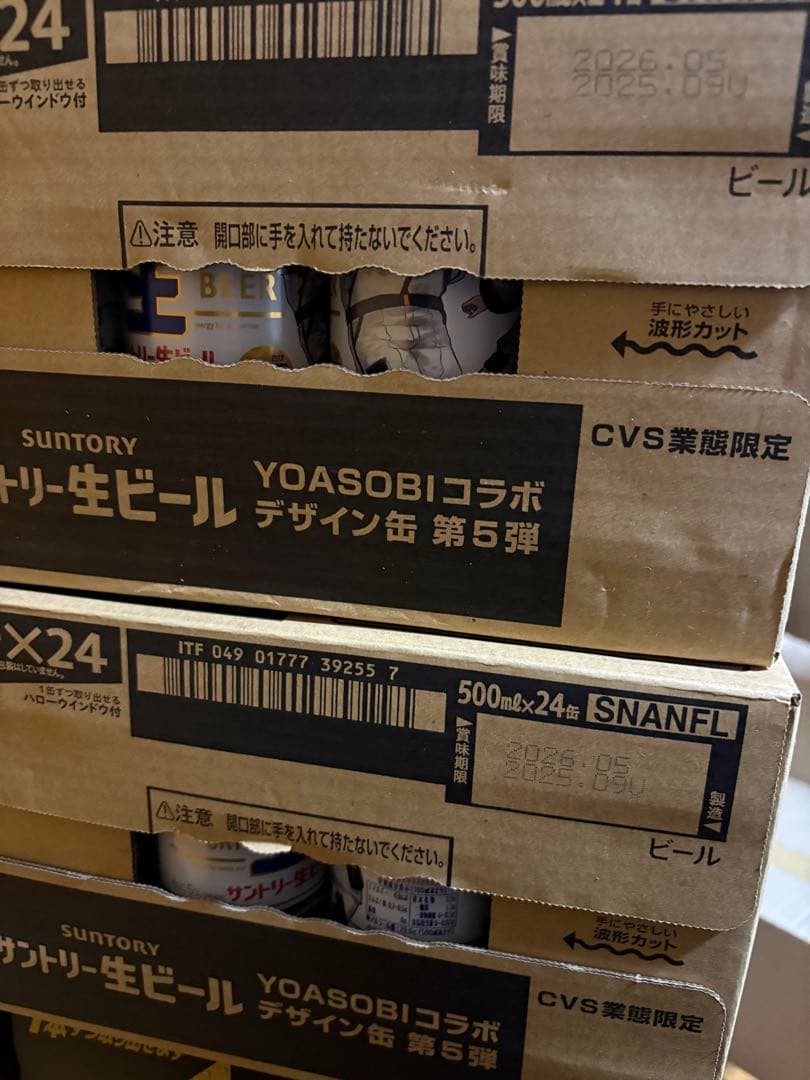 24
缶ずつ取り出せる
ハローウインドウ付
賞味期限
2026.05
2025.09U
ビール
注意 開口部に手を入れて持たないでください。
BEER
手にやさしい
波形カット
SUNTORY
トリー生ビール
YOASOBIコラボ
デザイン缶 第5弾
CVS業態限定
×24
1缶ずつ取り出せる
ハローウインドウ付
ITF 049 01777 39255 7
500ml×24缶 SNANFL
賞味期限
2026.05
2025.09U
製造
ビール
注意 開口部に手を入れて持たないでください。
サントリー生
手にやさしい
波形カット
SUNTORY
サントリー生ビール
YOASOBIコラボ
デザイン缶 第5弾
CVS業態限定